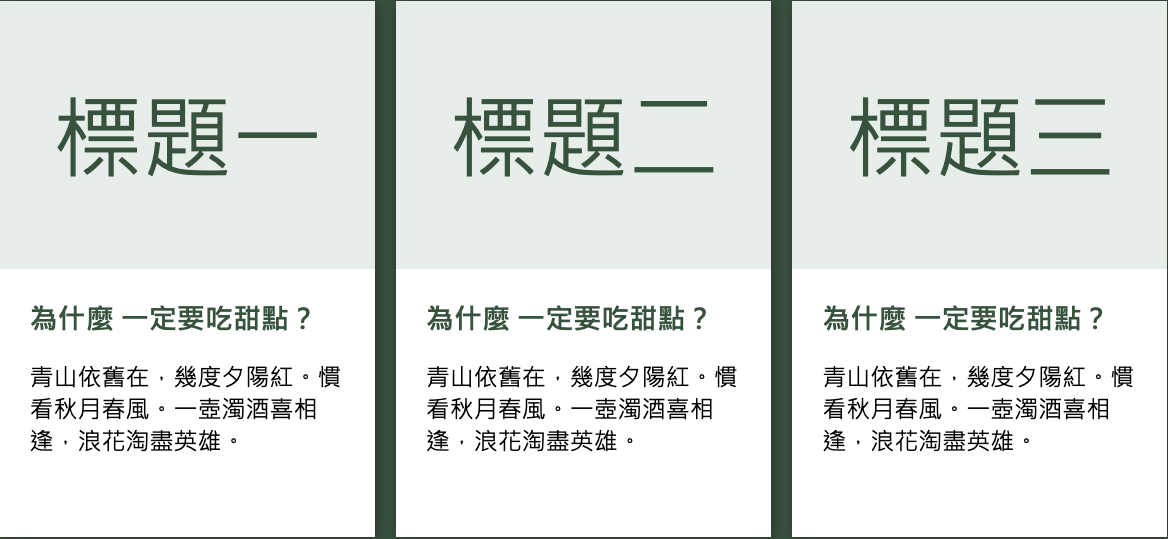 標題一
為什麼 一定要吃甜點？
青山依舊在，幾度夕陽紅。慣
看秋月春風。一壺濁酒喜相
逢，浪花淘盡英雄。
標題二
為什麼 一定要吃甜點？
青山依舊在，幾度夕陽紅。慣
看秋月春風。一壺濁酒喜相
逢，浪花淘盡英雄。
標題三
為什麼 一定要吃甜點？
青山依舊在，幾度夕陽紅。慣
看秋月春風。一壺濁酒喜相
逢，浪花淘盡英雄。